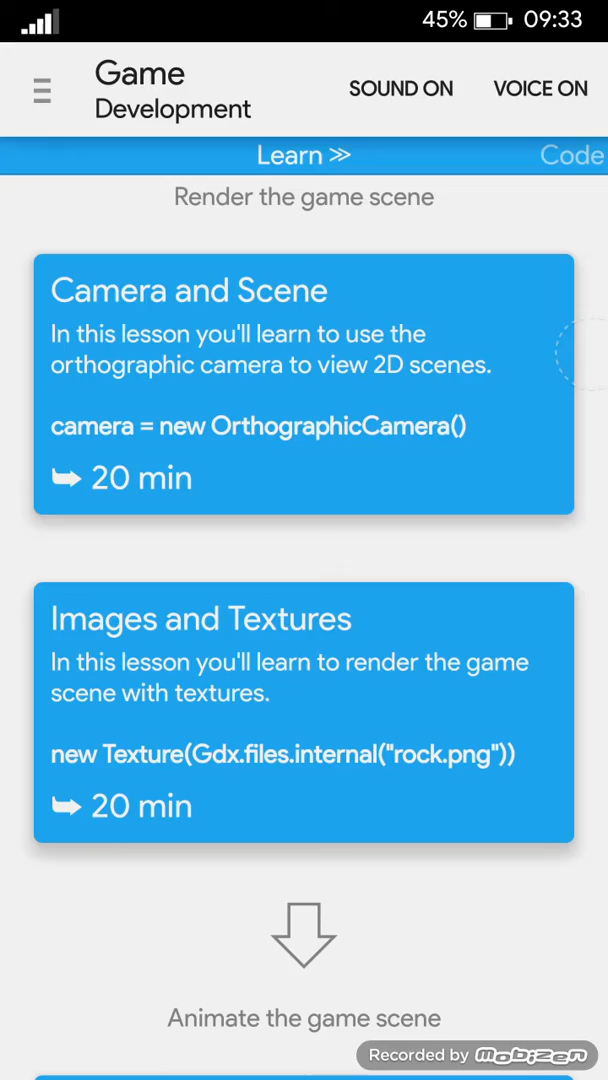 45% 09:33
Game
Development
SOUND ON VOICE ON
Learn ≫ Code
Render the game scene
Camera and Scene
In this lesson you'll learn to use the
orthographic camera to view 2D scenes.
camera = new OrthographicCamera()
20 min
Images and Textures
In this lesson you'll learn to render the game
scene with textures.
new Texture(Gdx.files.internal("rock.png"))
20 min
Animate the game scene
Recorded by mobizen